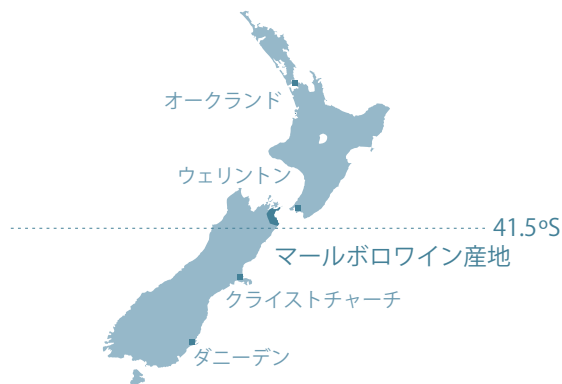 オークランド
ウェリントン
41.5ºS
マールボロワイン産地
クライストチャーチ
ダニーデン